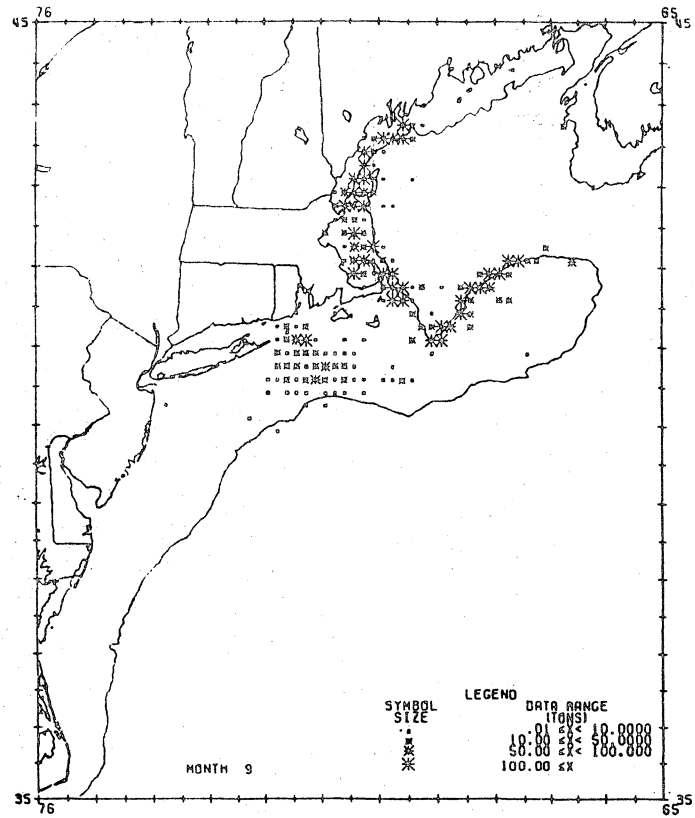 76 65
45 45
LEGEND
SYMBOL DATA RANGE
SIZE (TONS)
.01 ≤X< 10.0000
10.00 ≤X< 50.0000
50.00 ≤X< 100.000
100.00 ≤X
MONTH 9
35 35
76 65